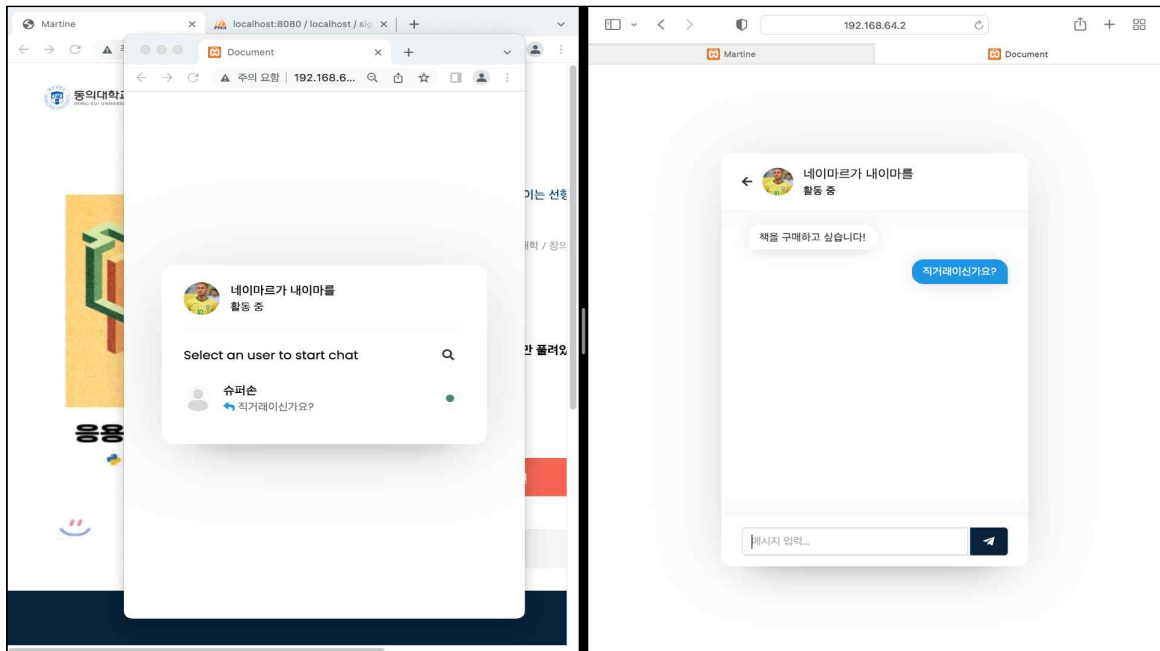 Martine
localhost:8080 / localhost / sig
Document
주의 요함
192.168.6...
동의대학교
DONG-EUI
이는 선형
대학 / 창의
만 풀려있
응용
네이마르가 내이마를
활동 중
Select an user to start chat
슈퍼손
직거래이신가요?
192.168.64.2
Martine
Document
네이마르가 내이마를
활동 중
책을 구매하고 싶습니다!
직거래이신가요?
메시지 입력...